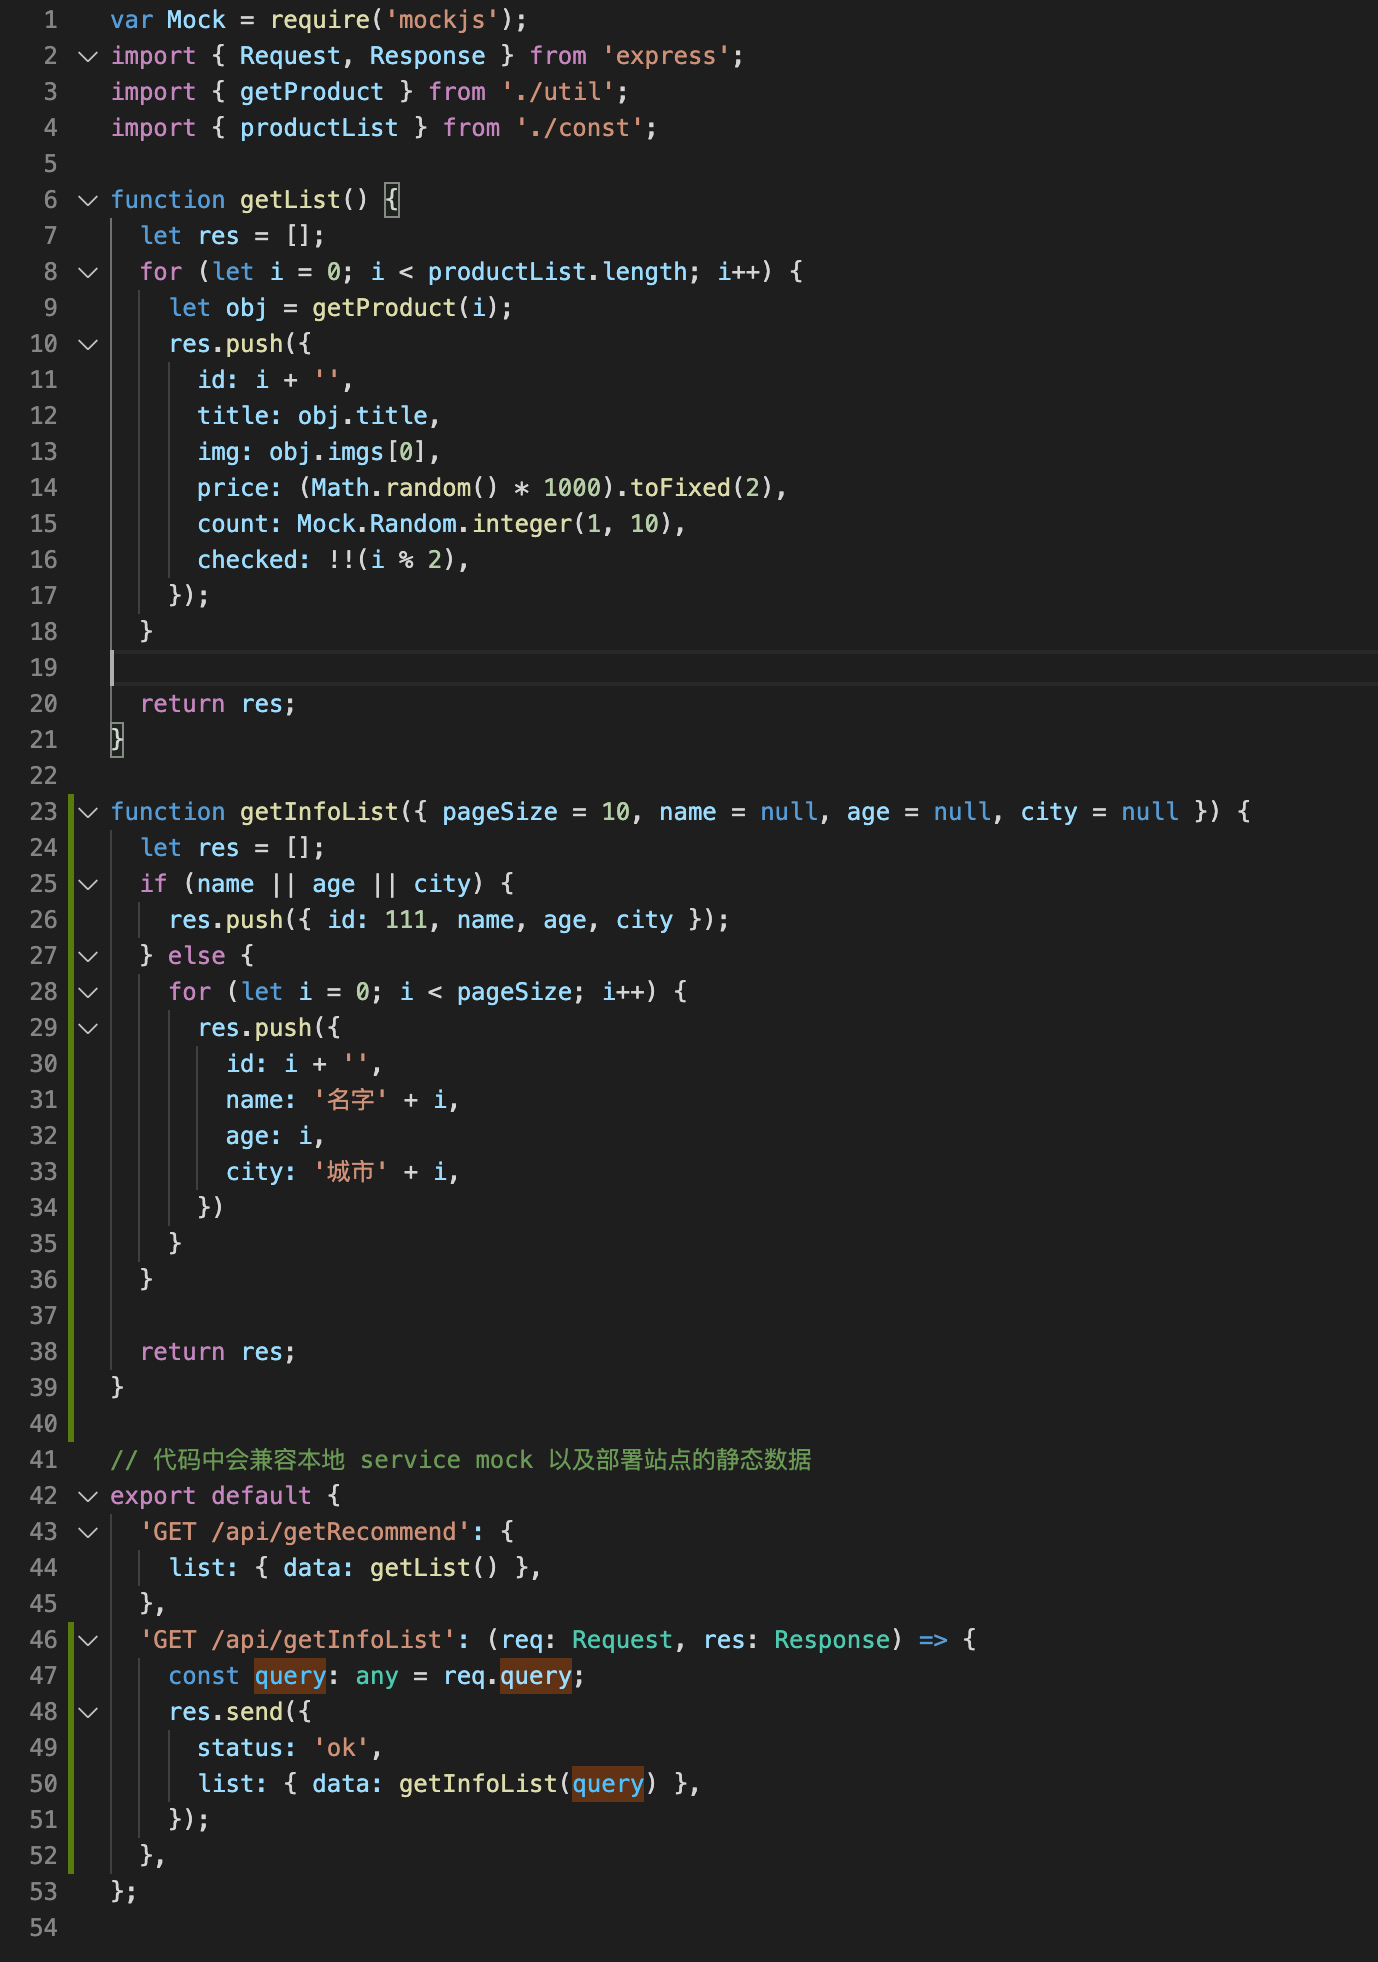 1 var Mock = require('mockjs');
2 import { Request, Response } from 'express';
3 import { getProduct } from './util';
4 import { productList } from './const';
5
6 function getList() {
7   let res = [];
8   for (let i = 0; i < productList.length; i++) {
9     let obj = getProduct(i);
10     res.push({
11       id: i + '',
12       title: obj.title,
13       img: obj.imgs[0],
14       price: (Math.random() * 1000).toFixed(2),
15       count: Mock.Random.integer(1, 10),
16       checked: !!(i % 2),
17     });
18   }
19
20   return res;
21 }
22
23 function getInfoList({ pageSize = 10, name = null, age = null, city = null }) {
24   let res = [];
25   if (name || age || city) {
26     res.push({ id: 111, name, age, city });
27   } else {
28     for (let i = 0; i < pageSize; i++) {
29       res.push({
30         id: i + '',
31         name: '名字' + i,
32         age: i,
33         city: '城市' + i,
34       })
35     }
36   }
37
38   return res;
39 }
40
41 // 代码中会兼容本地 service mock 以及部署站点的静态数据
42 export default {
43   'GET /api/getRecommend': {
44     list: { data: getList() },
45   },
46   'GET /api/getInfoList': (req: Request, res: Response) => {
47     const query: any = req.query;
48     res.send({
49       status: 'ok',
50       list: { data: getInfoList(query) },
51     });
52   },
53 };
54